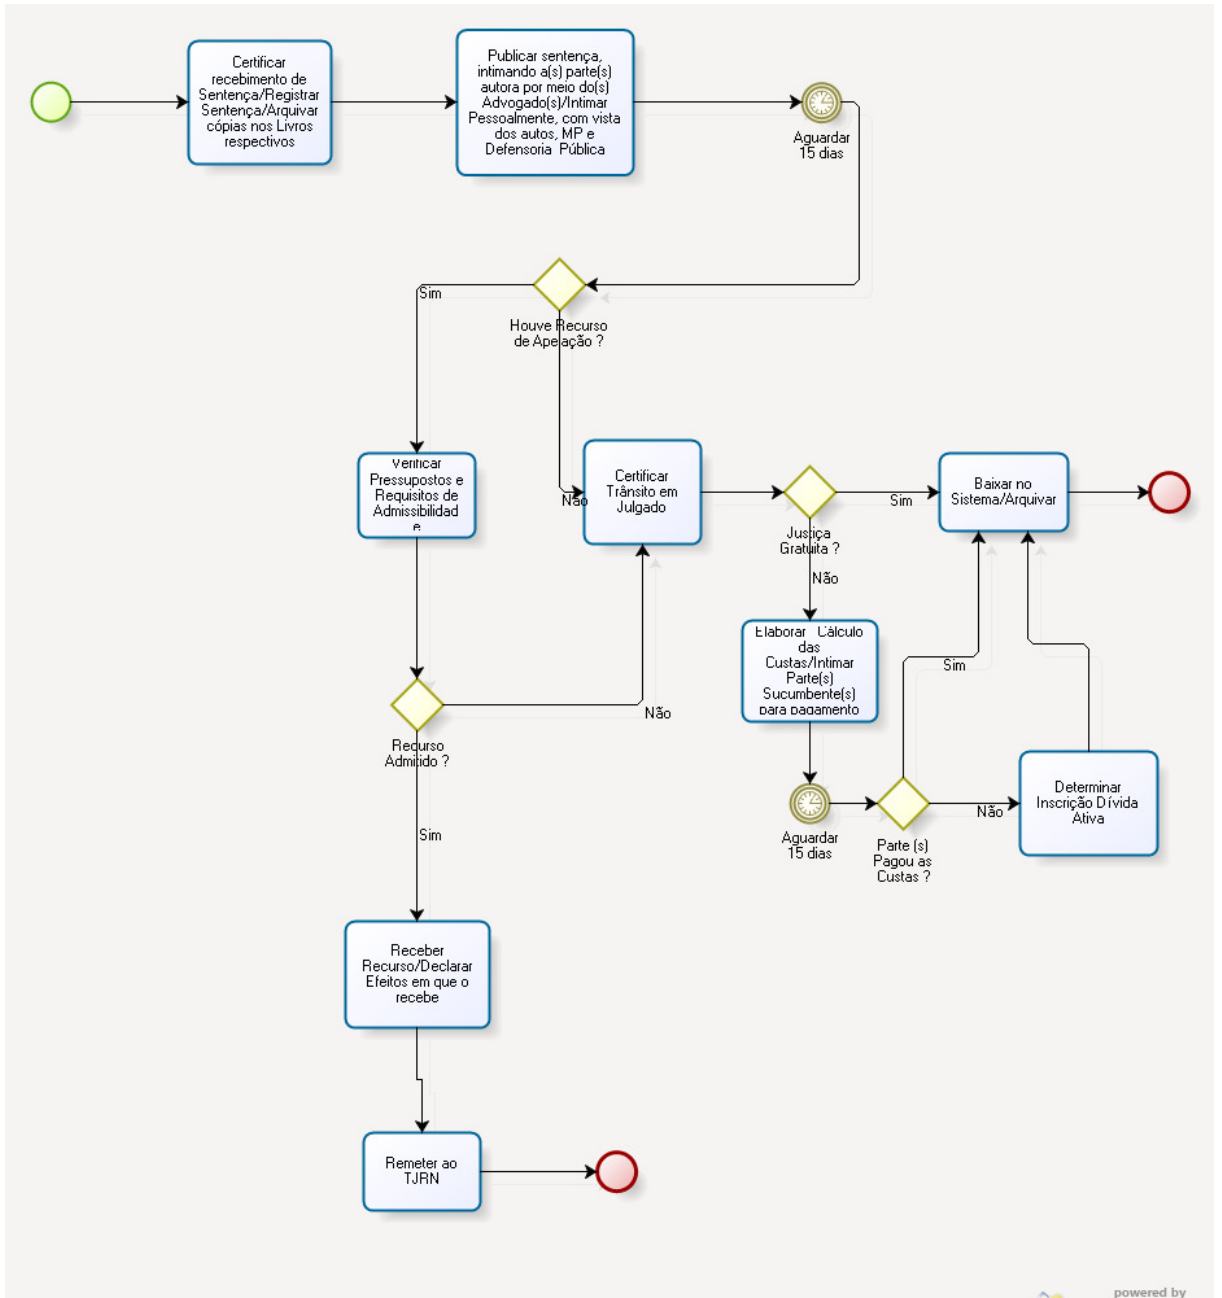 Certificar
recebimento de
Sentença/Registrar
Sentença/Arquivar
cópias nos Livros
respectivos
Publicar sentença,
intimando a(s) parte(s)
autora por meio do(s)
Advogado(s)/Intimar
Pessoalmente, com vista
dos autos, MP e
Defensoria Pública
Aguardar
15 dias
Sim
Houve Recurso
de Apelação ?
Verificar
Pressupostos e
Requisitos de
Admissibilidad
e
Não
Certificar
Trânsito em
Julgado
Justiça
Gratuita ?
Sim
Baixar no
Sistema/Arquivar
Não
Elaborar Cálculo
das
Custas/Intimar
Parte(s)
Sucumbente(s)
para pagamento
Sim
Recurso
Admitido ?
Não
Aguardar
15 dias
Parte (s)
Pagou as
Custas ?
Não
Determinar
Inscrição Dívida
Ativa
Sim
Receber
Recurso/Declarar
Efeitos em que o
recebe
Remeter ao
TJRN
powered by